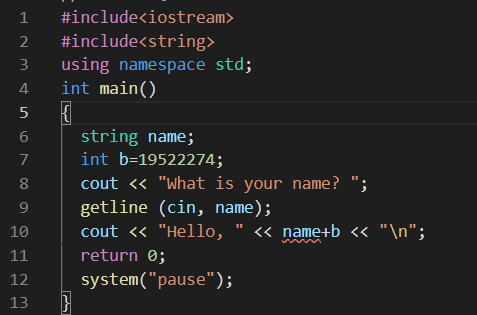 1 #include<iostream>
2 #include<string>
3 using namespace std;
4 int main()
5 {
6 string name;
7 int b=19522274;
8 cout << "What is your name? ";
9 getline (cin, name);
10 cout << "Hello, " << name+b << "\n";
11 return 0;
12 system("pause");
13 }